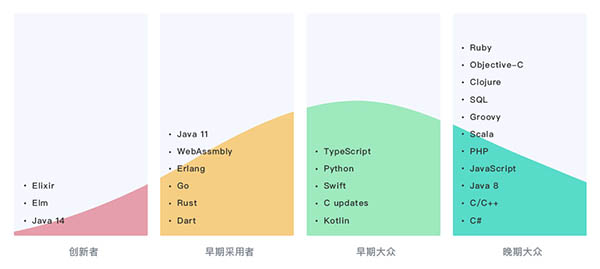 Elixir
Elm
Java 14
创新者
Java 11
WebAssmbly
Erlang
Go
Rust
Dart
早期采用者
TypeScript
Python
Swift
C updates
Kotlin
早期大众
Ruby
Objective-C
Clojure
SQL
Groovy
Scala
PHP
JavaScript
Java 8
C/C++
C#
晚期大众